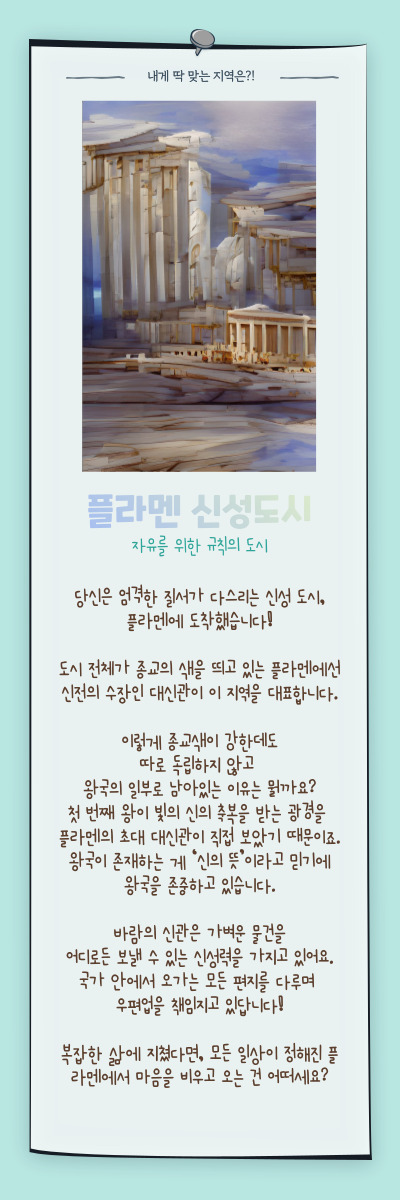 내게 딱 맞는 지역은?!
플라멘 신성도시
자유를 위한 규칙의 도시
당신은 엄격한 질서가 다스리는 신성 도시,
플라멘에 도착했습니다!
도시 전체가 종교의 색을 띄고 있는 플라멘에선
신전의 수장인 대신관이 이 지역을 대표합니다.
이렇게 종교색이 강한데도
따로 독립하지 않고
왕국의 일부로 남아있는 이유는 뭘까요?
첫 번째 왕이 빛의 신의 축복을 받는 광경을
플라멘의 초대 대신관이 직접 보았기 때문이죠.
왕국이 존재하는 게 '신의 뜻'이라고 믿기에
왕국을 존중하고 있습니다.
바람의 신관은 가벼운 물건을
어디로든 보낼 수 있는 신성력을 가지고 있어요.
국가 안에서 오가는 모든 편지를 다루며
우편업을 책임지고 있답니다!
복잡한 삶에 지쳤다면, 모든 일상이 정해진 플
라멘에서 마음을 비우고 오는 건 어떠세요?